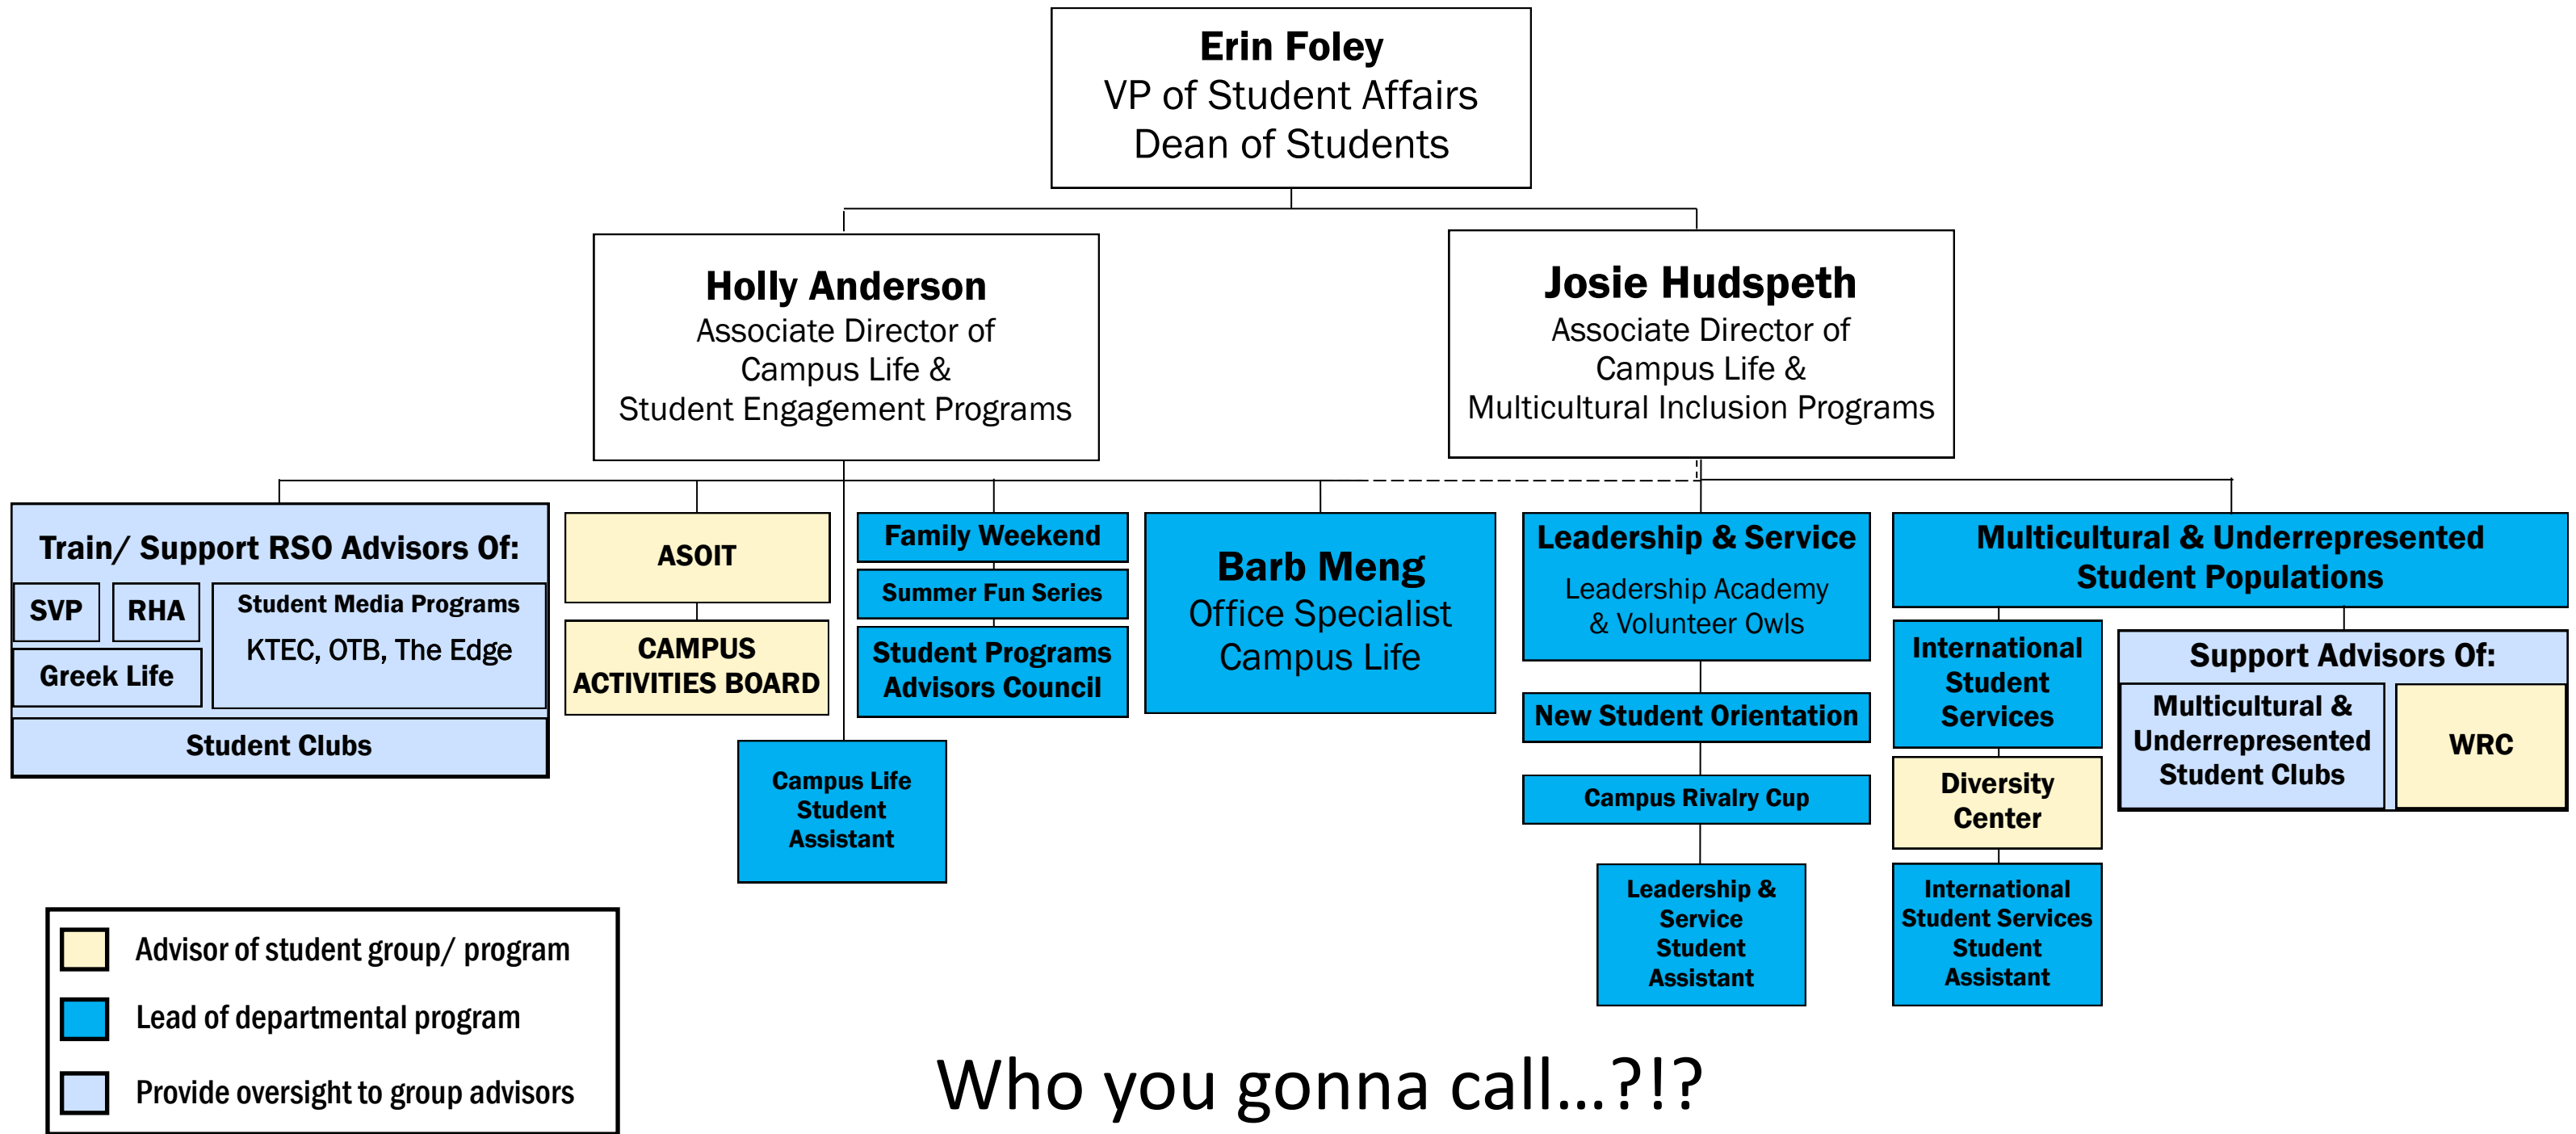 Erin Foley
VP of Student Affairs
Dean of Students
Holly Anderson
Associate Director of
Campus Life &
Student Engagement Programs
Josie Hudspeth
Associate Director of
Campus Life &
Multicultural Inclusion Programs
Train/ Support RSO Advisors Of:
SVP
RHA
Student Media Programs
KTEC, OTB, The Edge
Greek Life
Student Clubs
ASOIT
CAMPUS
ACTIVITIES BOARD
Family Weekend
Summer Fun Series
Student Programs
Advisors Council
Campus Life
Student
Assistant
Barb Meng
Office Specialist
Campus Life
Leadership & Service
Leadership Academy
& Volunteer Owls
New Student Orientation
Campus Rivalry Cup
Leadership &
Service
Student
Assistant
Multicultural & Underrepresented
Student Populations
International
Student
Services
Diversity
Center
International
Student Services
Student
Assistant
Support Advisors Of:
Multicultural &
Underrepresented
Student Clubs
WRC
Advisor of student group/ program
Lead of departmental program
Provide oversight to group advisors
Who you gonna call...?!?